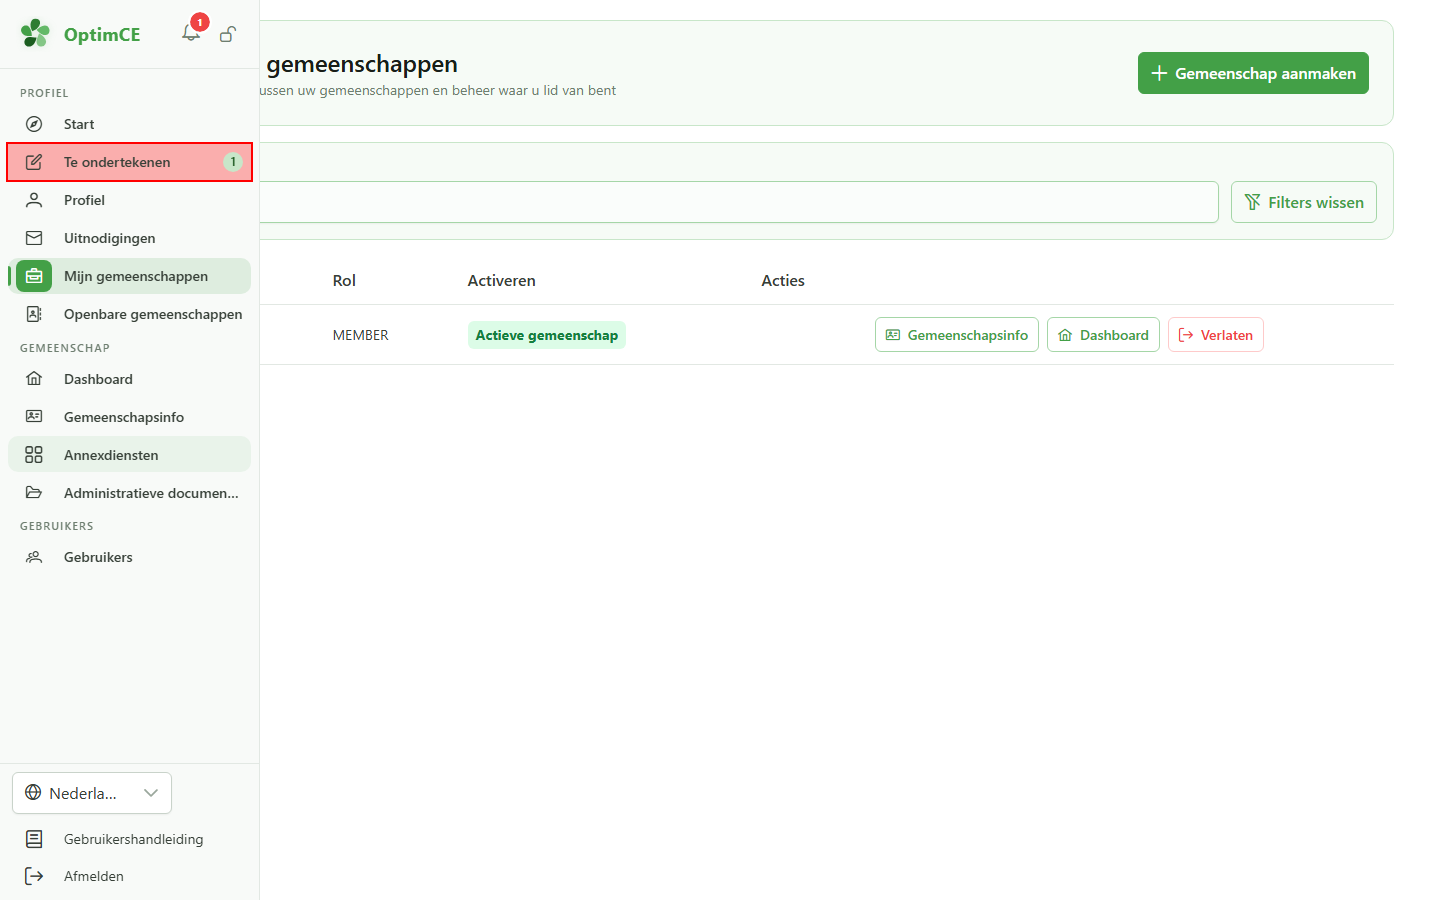 OptimCE
1
PROFIEL
Start
Te ondertekenen
1
Profiel
Uitnodigingen
Mijn gemeenschappen
Openbare gemeenschappen
GEMEENSCHAP
Dashboard
Gemeenschapsinfo
Annexdiensten
Administratieve documen...
GEBRUIKERS
Gebruikers
Nederla...
Gebruikershandleiding
Afmelden
gemeenschappen
ussen uw gemeenschappen en beheer waar u lid van bent
Gemeenschap aanmaken
Filters wissen
Rol
Activeren
Acties
MEMBER
Actieve gemeenschap
Gemeenschapsinfo
Dashboard
Verlaten